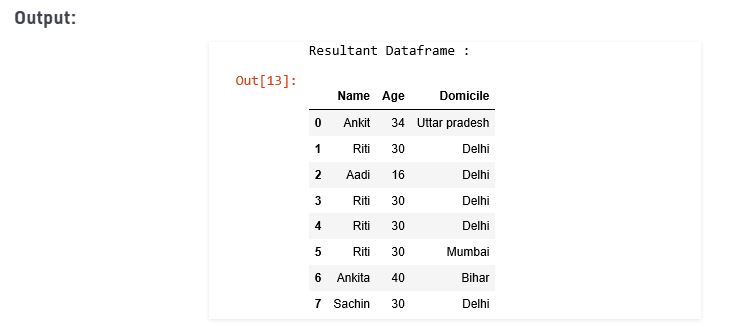 Output:
Resultant Dataframe :
Out[13]:
Name Age Domicile
0 Ankit 34 Uttar pradesh
1 Riti 30 Delhi
2 Aadi 16 Delhi
3 Riti 30 Delhi
4 Riti 30 Delhi
5 Riti 30 Mumbai
6 Ankita 40 Bihar
7 Sachin 30 Delhi